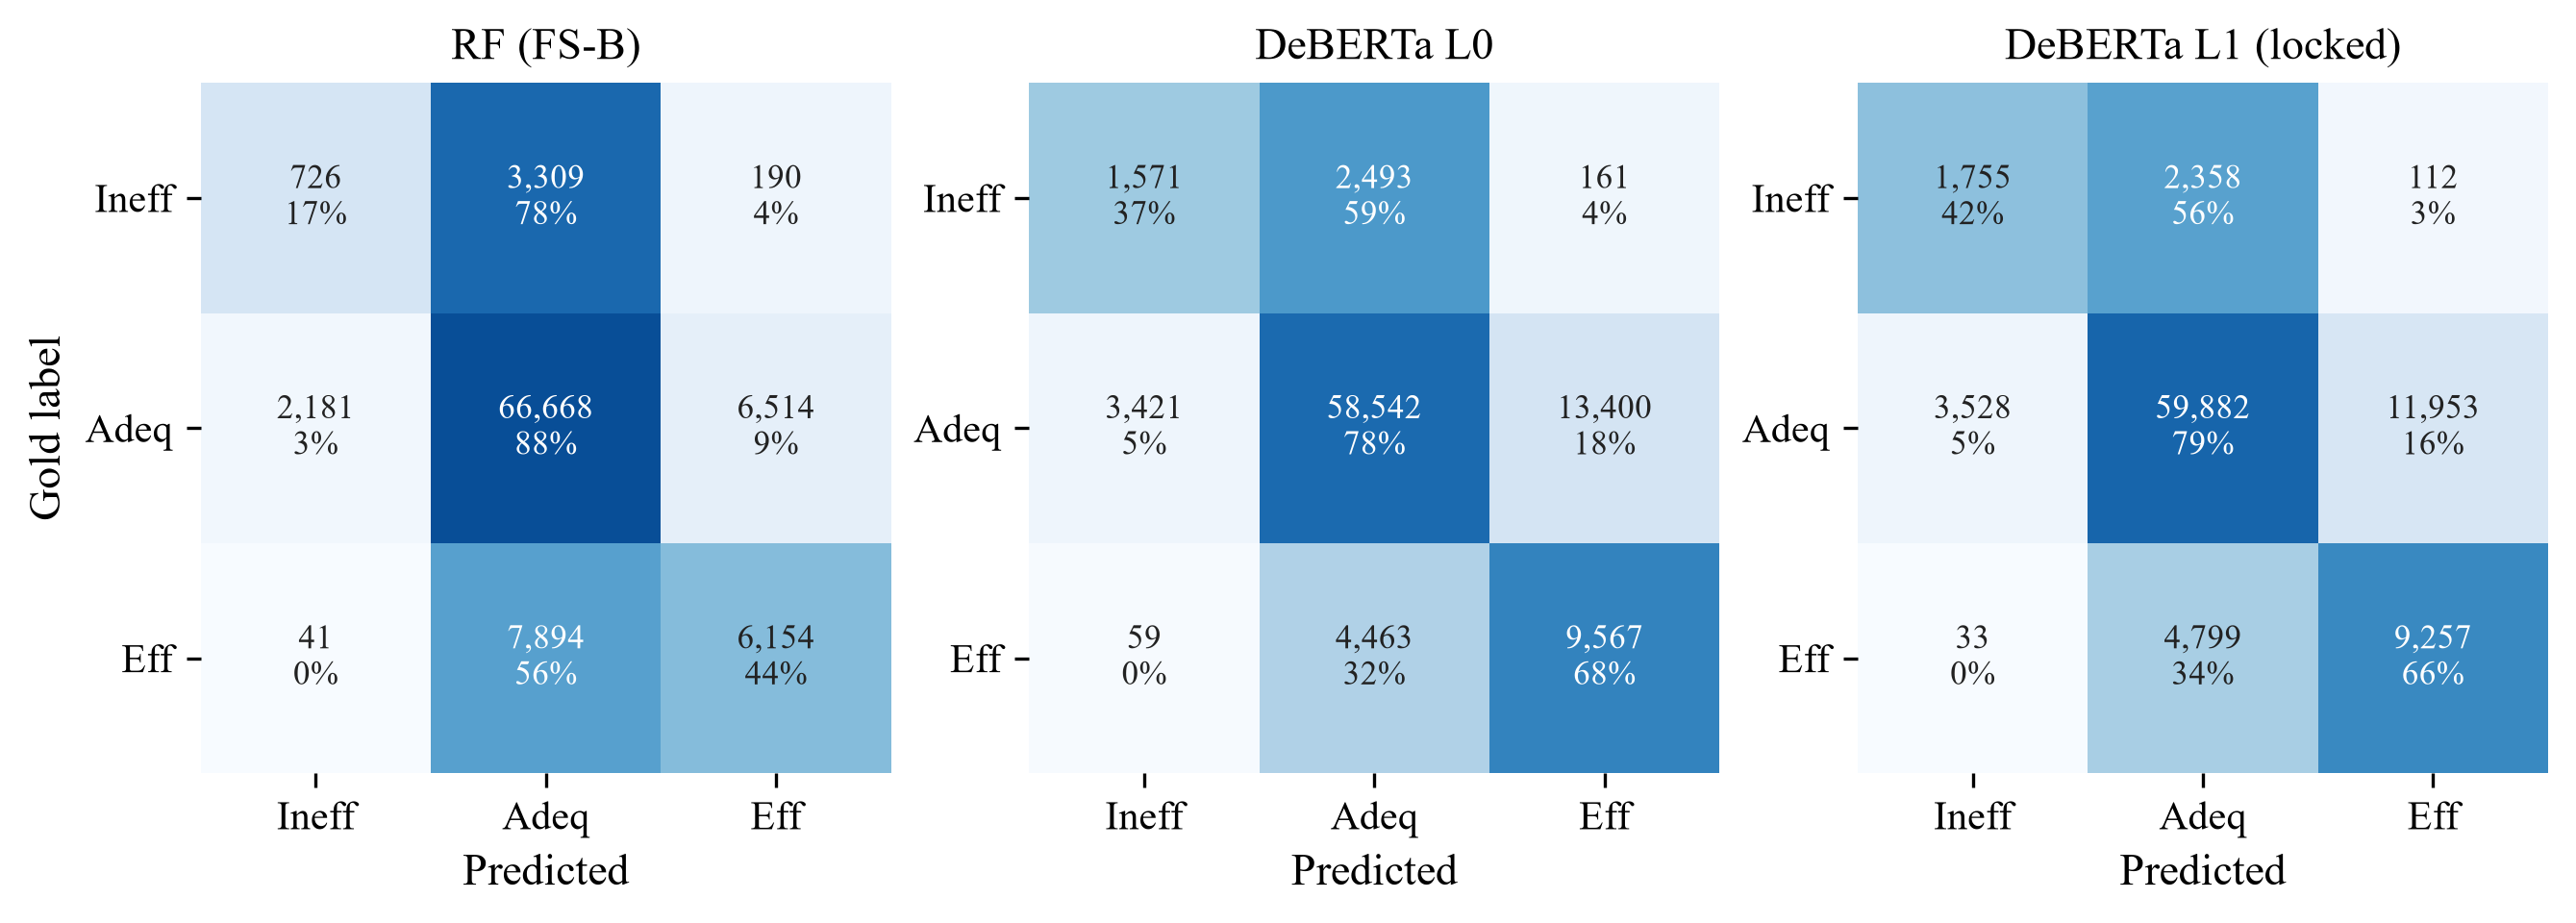 RF (FS-B)
Ineff
726
17%
3,309
78%
190
4%
Adeq
2,181
3%
66,668
88%
6,514
9%
Eff
41
0%
7,894
56%
6,154
44%
Gold label
Ineff
Adeq
Eff
Predicted
DeBERTa L0
Ineff
1,571
37%
2,493
59%
161
4%
Adeq
3,421
5%
58,542
78%
13,400
18%
Eff
59
0%
4,463
32%
9,567
68%
Ineff
Adeq
Eff
Predicted
DeBERTa L1 (locked)
Ineff
1,755
42%
2,358
56%
112
3%
Adeq
3,528
5%
59,882
79%
11,953
16%
Eff
33
0%
4,799
34%
9,257
66%
Ineff
Adeq
Eff
Predicted